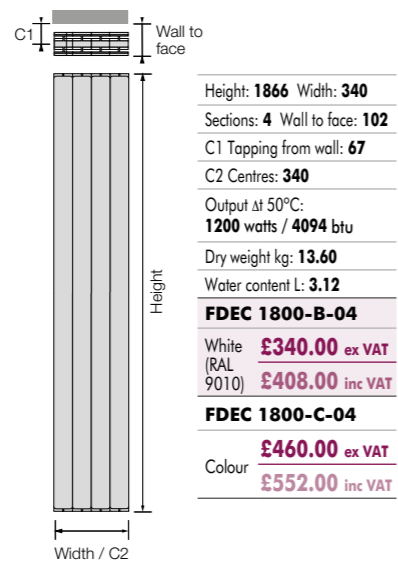 C1
Wall to
face
Height
Width / C2
Height: 1866 Width: 340
Sections: 4 Wall to face: 102
C1 Tapping from wall: 67
C2 Centres: 340
Output Δt 50ºC:
1200 watts / 4094 btu
Dry weight kg: 13.60
Water content L: 3.12
FDEC 1800-B-04
White
(RAL
9010)
£340.00 ex VAT
£408.00 inc VAT
FDEC 1800-C-04
Colour
£460.00 ex VAT
£552.00 inc VAT